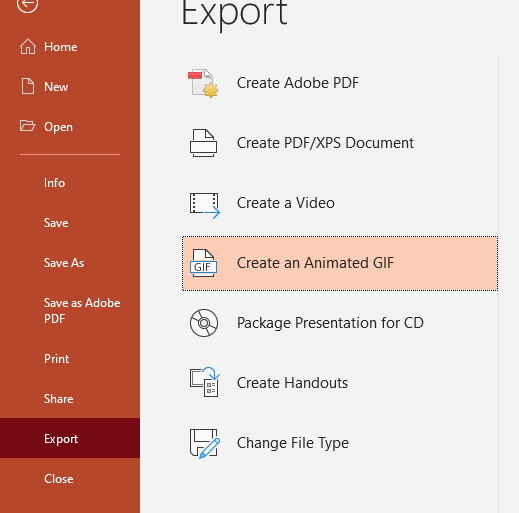 Export
Home
New
Open
Info
Save
Save As
Save as Adobe
PDF
Print
Share
Export
Close
Create Adobe PDF
Create PDF/XPS Document
Create a Video
GIF
Create an Animated GIF
Package Presentation for CD
Create Handouts
Change File Type